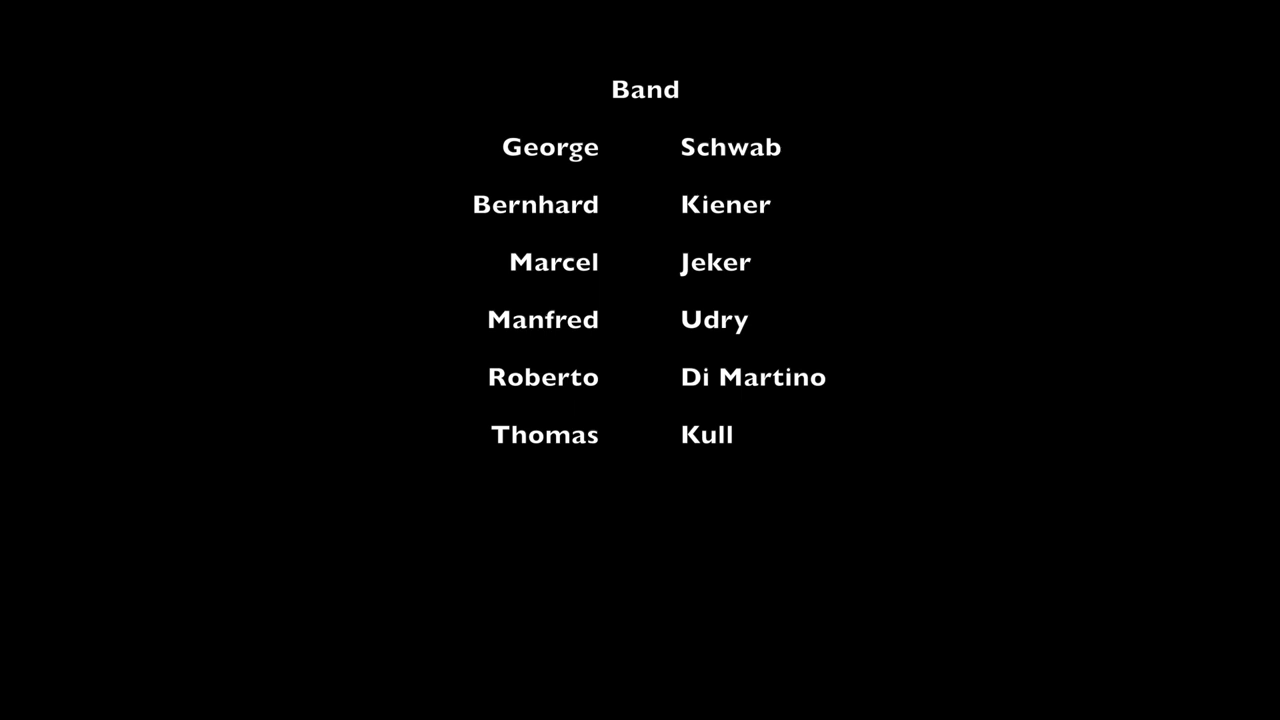 Band
George Schwab
Bernhard Kiener
Marcel Jeker
Manfred Udry
Roberto Di Martino
Thomas Kull